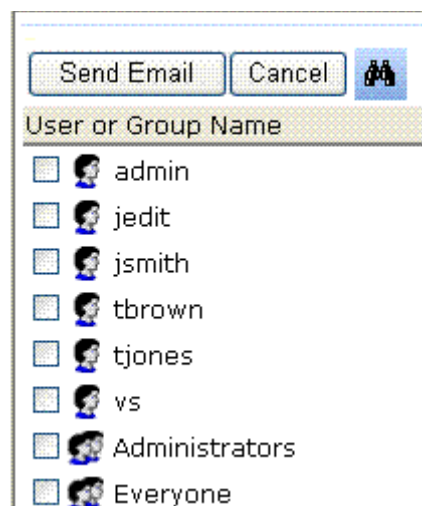 Send Email Cancel
User or Group Name
admin
jedit
jsmith
tbrown
tjones
vs
Administrators
Everyone